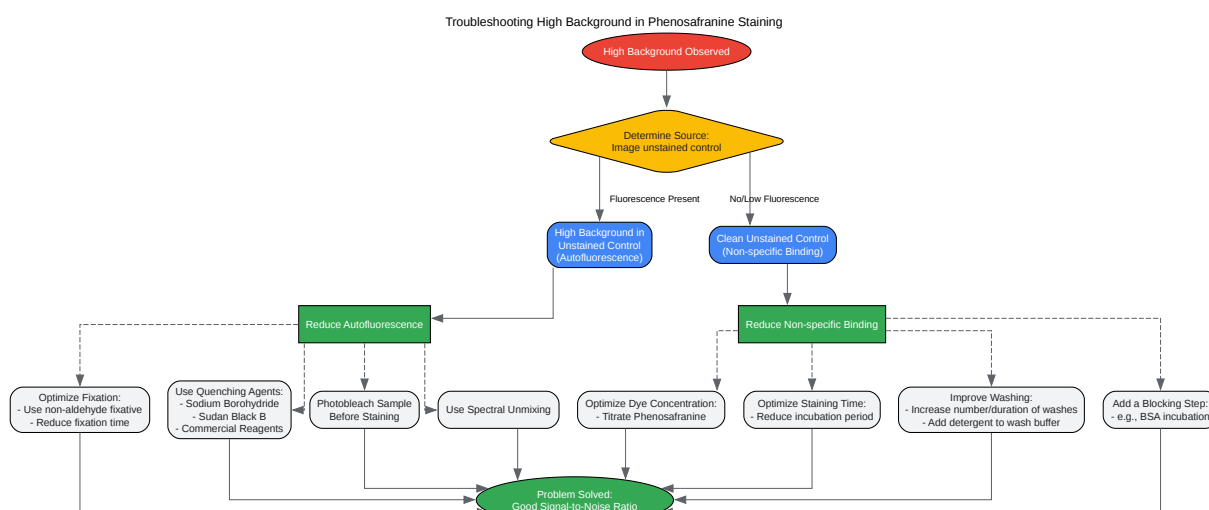 Troubleshooting High Background in Phenosafranine Staining
High Background Observed
Determine Source:
Image unstained control
Fluorescence Present
No/Low Fluorescence
High Background in
Unstained Control
(Autofluorescence)
Clean Unstained Control
(Non-specific Binding)
Reduce Autofluorescence
Reduce Non-specific Binding
Optimize Fixation:
- Use non-aldehyde fixative
- Reduce fixation time
Use Quenching Agents:
- Sodium Borohydride
- Sudan Black B
- Commercial Reagents
Photobleach Sample
Before Staining
Use Spectral Unmixing
Optimize Dye Concentration:
- Titrate Phenosafranine
Optimize Staining Time:
- Reduce incubation period
Improve Washing:
- Increase number/duration of washes
- Add detergent to wash buffer
Add a Blocking Step:
- e.g., BSA incubation
Problem Solved:
Good Signal-to-Noise Ratio